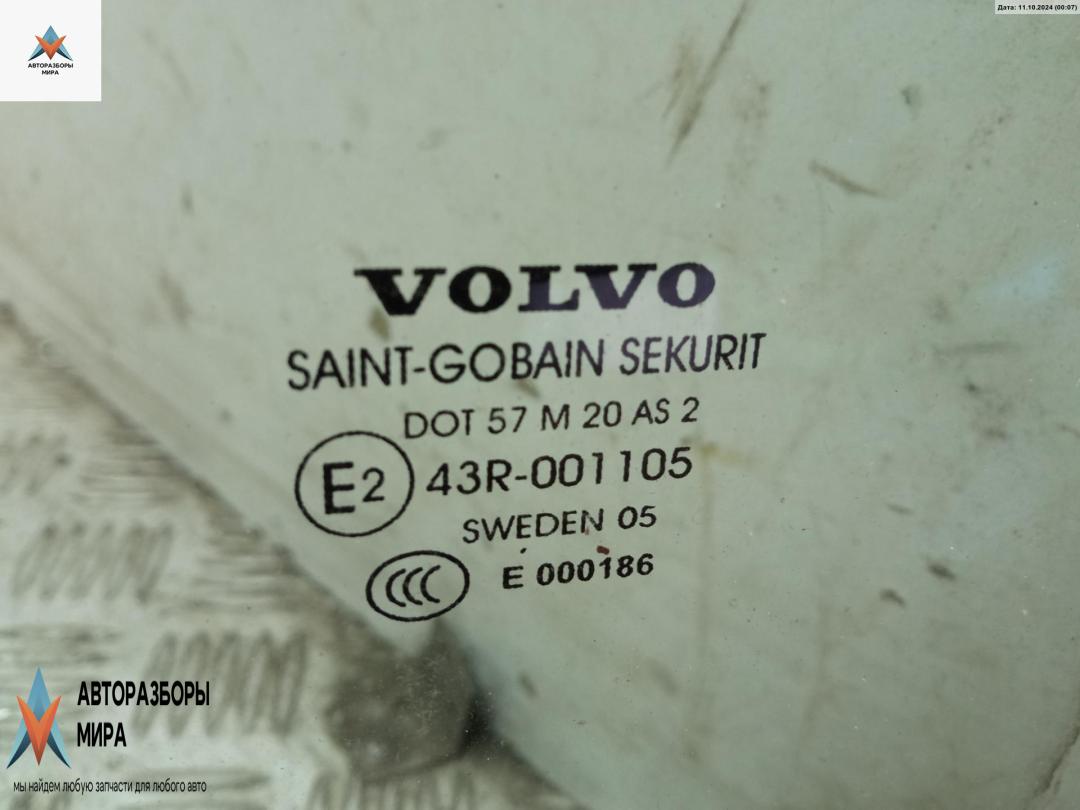 Дата: 11.10.2024 (00:07)
АВТОРАЗБОРЫ
МИРА
VOLVO
SAINT-GOBAIN SEKURIT
DOT 57 M 20 AS 2
E2 43R-001105
SWEDEN 05
CCC E 000186
АВТОРАЗБОРЫ
МИРА
мы найдем любую запчасти для любого авто